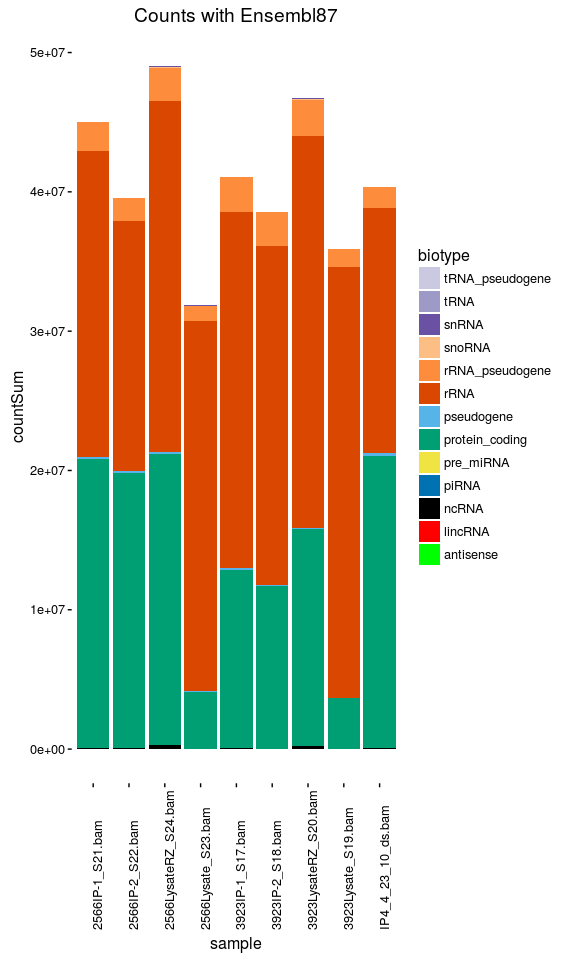 Counts with Ensembl87
5e+07
4e+07
3e+07
2e+07
1e+07
0e+00
countSum
2566IP-1_S21.bam
2566IP-2_S22.bam
2566LysateRZ_S24.bam
2566Lysate_S23.bam
3923IP-1_S17.bam
3923IP-2_S18.bam
3923LysateRZ_S20.bam
3923Lysate_S19.bam
IP4_4_23_10_ds.bam
sample
biotype
tRNA_pseudogene
tRNA
snRNA
snoRNA
rRNA_pseudogene
rRNA
pseudogene
protein_coding
pre_miRNA
piRNA
ncRNA
lincRNA
antisense